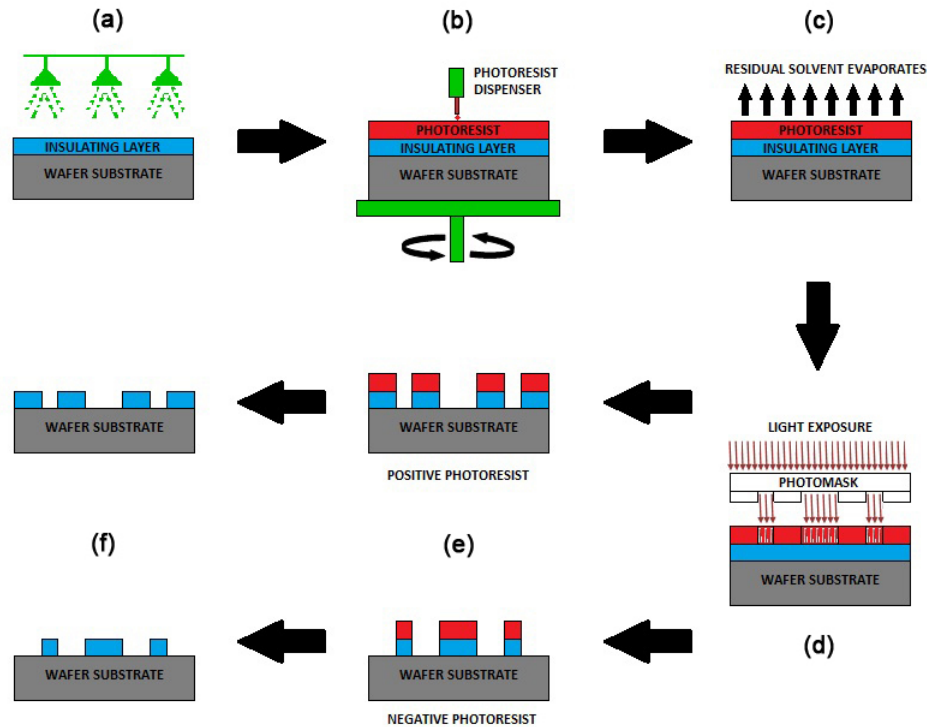 (a)
(b)
(c)
PHOTORESIST
DISPENSER
RESIDUAL SOLVENT EVAPORATES
INSULATING LAYER
WAFER SUBSTRATE
PHOTORESIST
INSULATING LAYER
WAFER SUBSTRATE
PHOTORESIST
INSULATING LAYER
WAFER SUBSTRATE
WAFER SUBSTRATE
WAFER SUBSTRATE
POSITIVE PHOTORESIST
LIGHT EXPOSURE
PHOTOMASK
WAFER SUBSTRATE
(d)
(f)
(e)
WAFER SUBSTRATE
WAFER SUBSTRATE
NEGATIVE PHOTORESIST